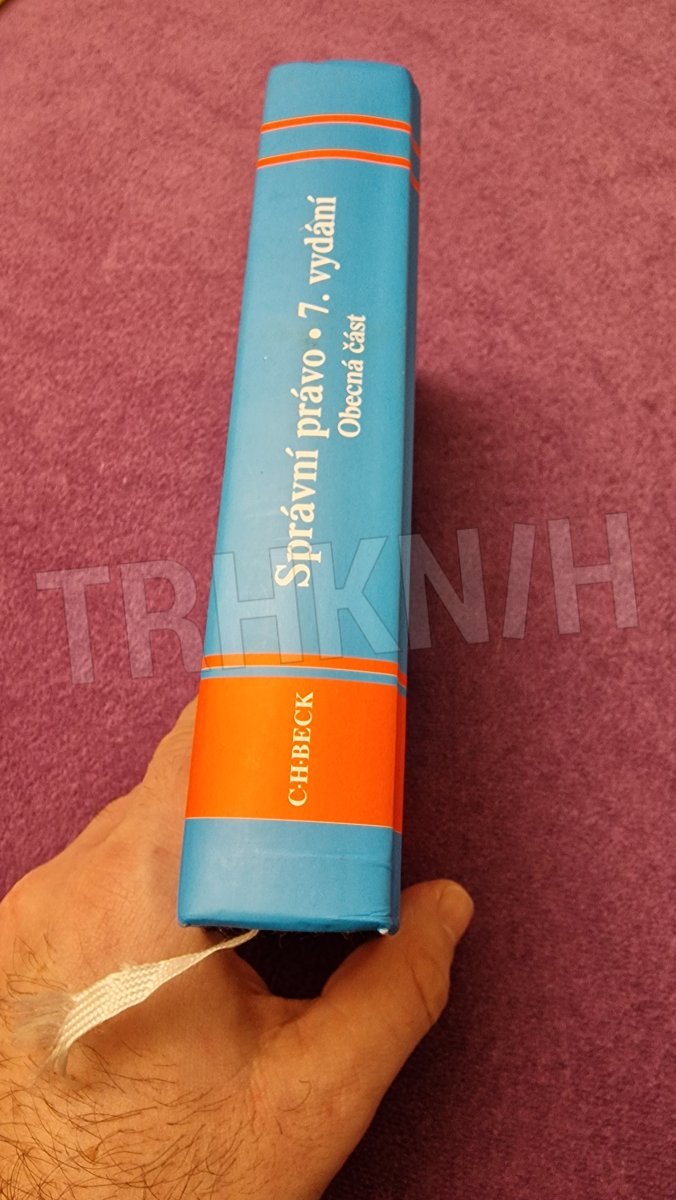 Správní právo • 7. vydání
Obecná část
C·H·BECK
TRHKNIH